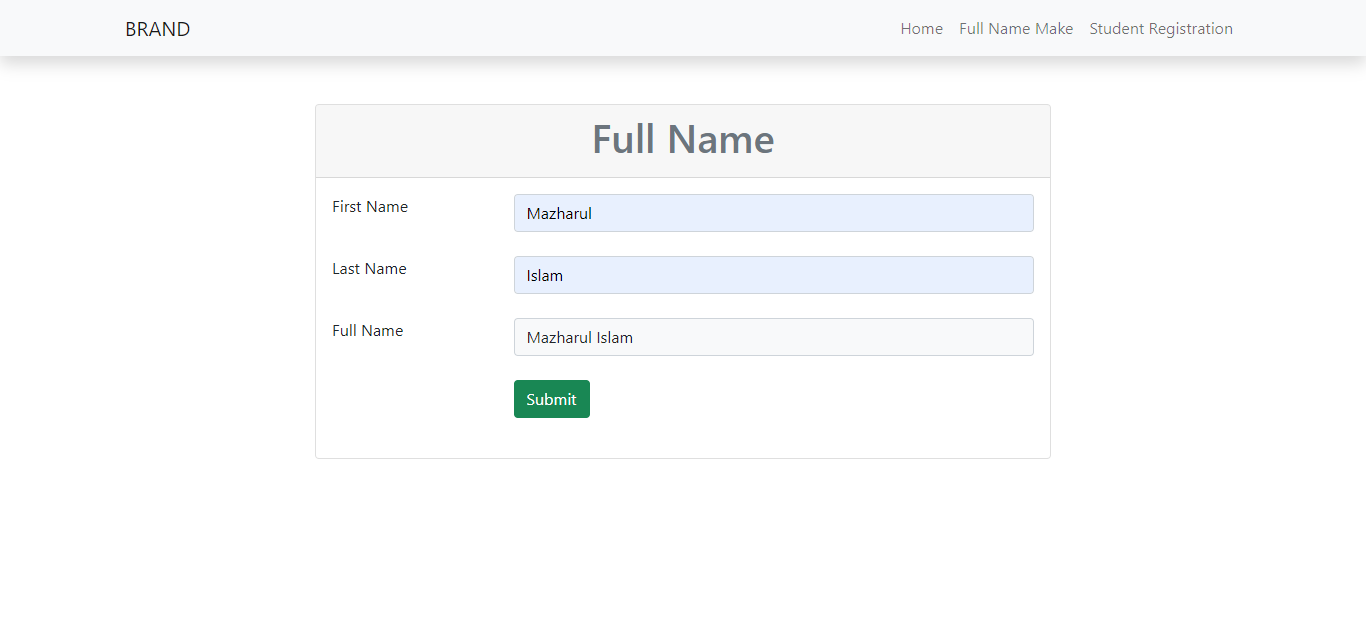 BRAND Home Full Name Make Student Registration
Full Name
First Name Mazharul
Last Name Islam
Full Name Mazharul Islam
Submit